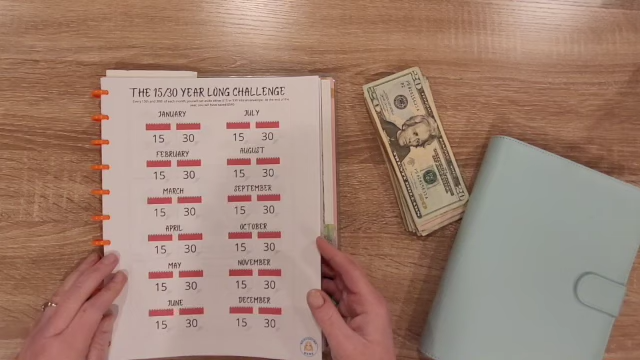 THE 15/30 YEAR LONG CHALLENGE
JANUARY JULY
15 30 15 30
FEBRUARY AUGUST
15 30 15 30
MARCH SEPTEMBER
15 30 15 30
APRIL OCTOBER
15 30 15 30
MAY NOVEMBER
15 30 15 30
JUNE DECEMBER
15 30 15 30